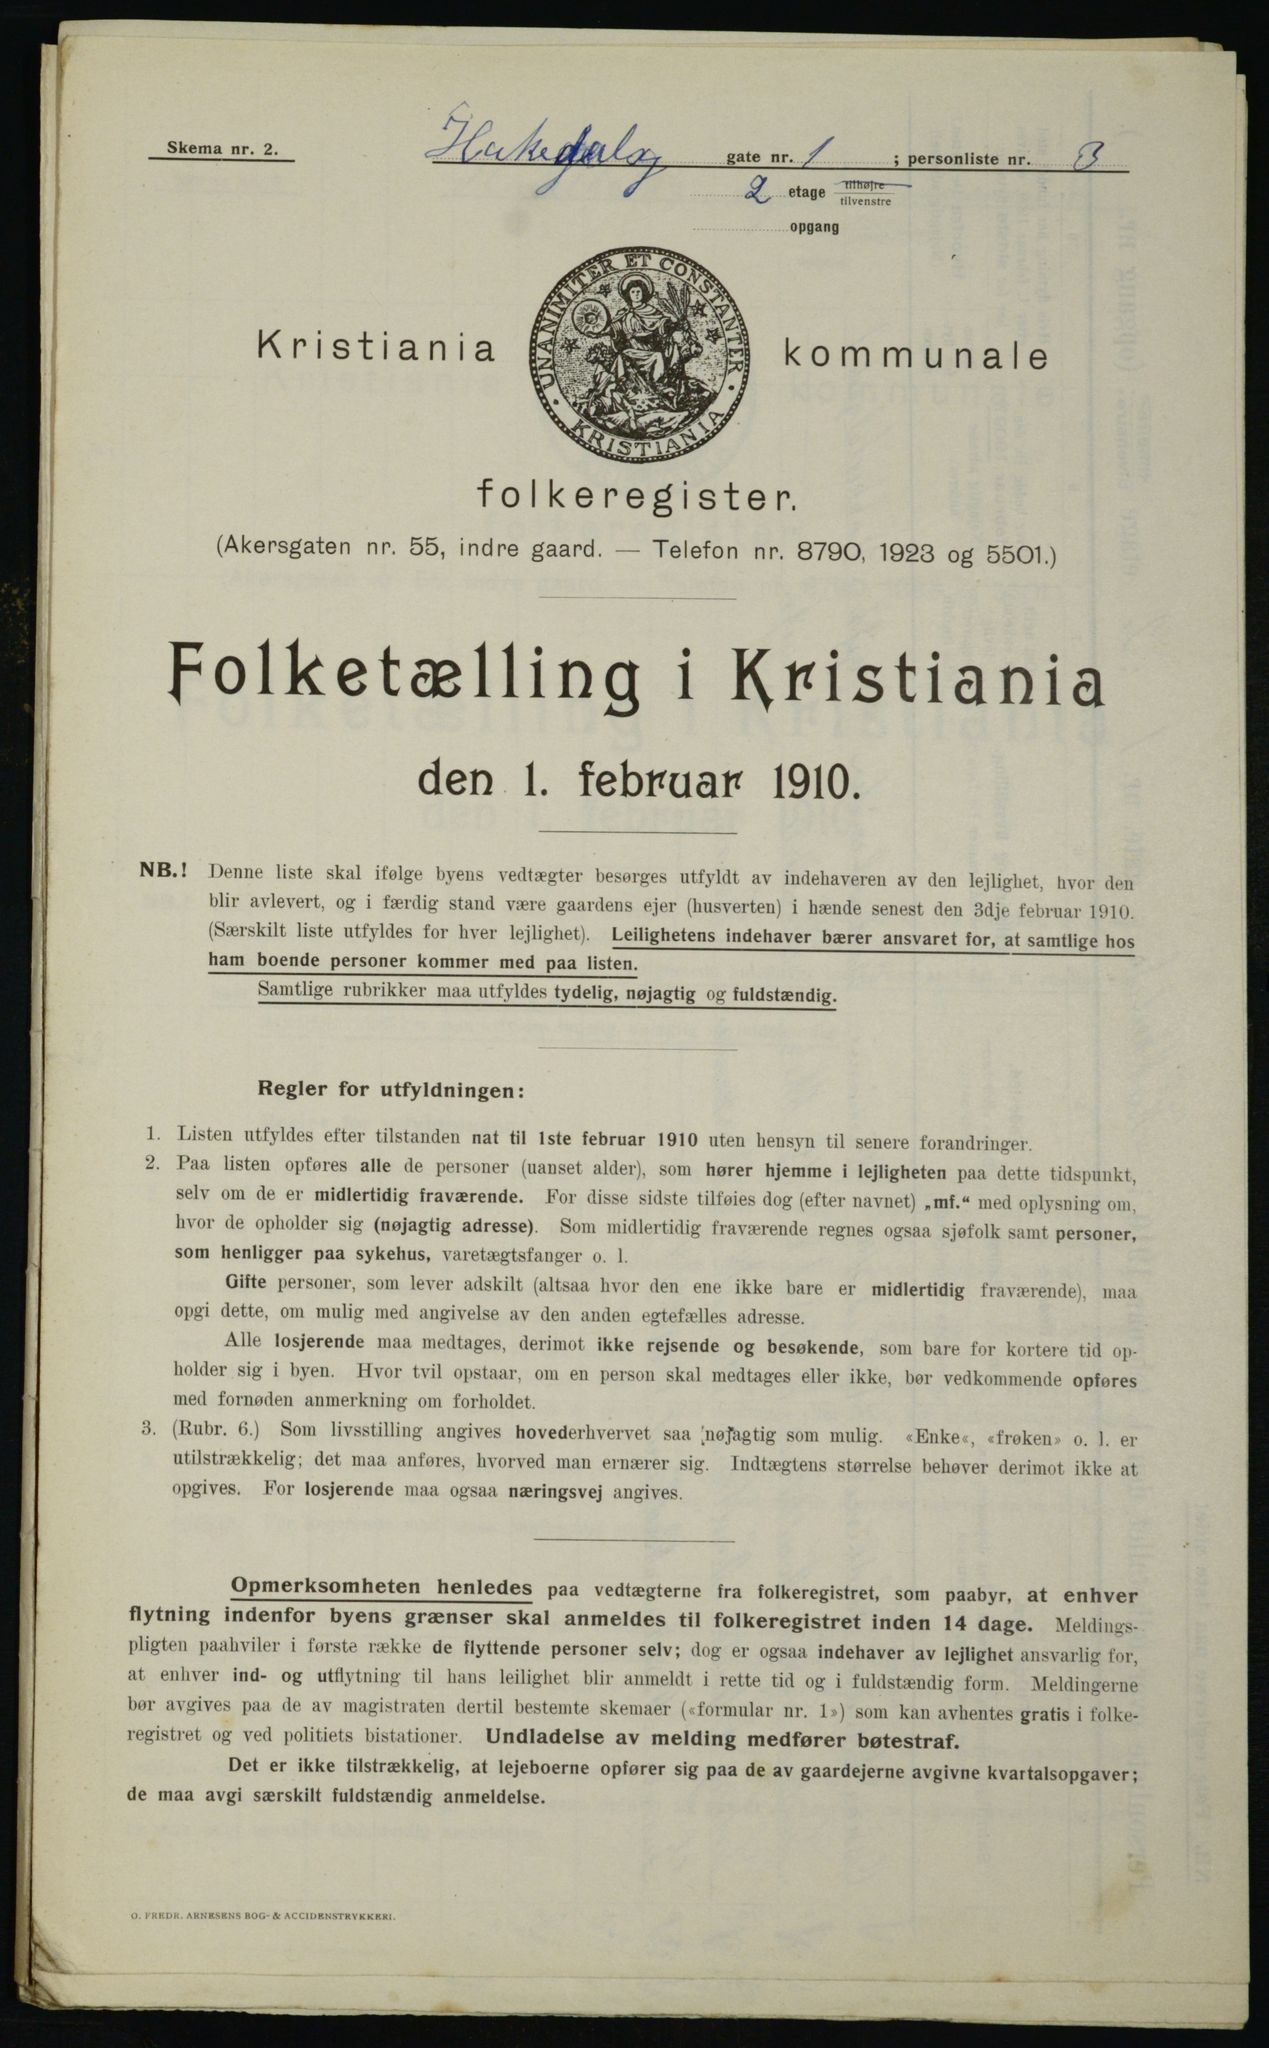 Skema nr. 2.
Hakedals gate nr. 1 ; personliste nr. 3
2 etage tilhøjre
tilvenstre
opgang
UNANIMITER ET CONSTANTER
KRISTIANIA
Kristiania kommunale
folkeregister.
(Akersgaten nr. 55, indre gaard. — Telefon nr. 8790, 1923 og 5501.)
Folketælling i Kristiania
den 1. februar 1910.
NB.! Denne liste skal ifølge byens vedtægter besørges utfyldt av indehaveren av den lejlighet, hvor den
blir avlevert, og i færdig stand være gaardens ejer (husverten) i hænde senest den 3dje februar 1910.
(Særskilt liste utfyldes for hver lejlighet). Leilighetens indehaver bærer ansvaret for, at samtlige hos
ham boende personer kommer med paa listen.
Samtlige rubrikker maa utfyldes tydelig, nøjagtig og fuldstændig.
Regler for utfyldningen:
1. Listen utfyldes efter tilstanden nat til 1ste februar 1910 uten hensyn til senere forandringer.
2. Paa listen opføres alle de personer (uanset alder), som hører hjemme i lejligheten paa dette tidspunkt,
selv om de er midlertidig fraværende. For disse sidste tilføies dog (efter navnet) „mf.“ med oplysning om,
hvor de opholder sig (nøjagtig adresse). Som midlertidig fraværende regnes ogsaa sjøfolk samt personer,
som henligger paa sykehus, varetægtsfanger o. l.
Gifte personer, som lever adskilt (altsaa hvor den ene ikke bare er midlertidig fraværende), maa
opgi dette, om mulig med angivelse av den anden egtefælles adresse.
Alle losjerende maa medtages, derimot ikke rejsende og besøkende, som bare for kortere tid op-
holder sig i byen. Hvor tvil opstaar, om en person skal medtages eller ikke, bør vedkommende opføres
med fornøden anmerkning om forholdet.
3. (Rubr. 6.) Som livsstilling angives hovederhvervet saa nøjagtig som mulig. «Enke«, «frøken» o. l. er
utilstrækkelig; det maa anføres, hvorved man ernærer sig. Indtægtens størrelse behøver derimot ikke at
opgives. For losjerende maa ogsaa næringsvej angives.
Opmerksomheten henledes paa vedtægterne fra folkeregistret, som paabyr, at enhver
flytning indenfor byens grænser skal anmeldes til folkeregistret inden 14 dage. Meldings-
pligten paahviler i første række de flyttende personer selv; dog er ogsaa indehaver av lejlighet ansvarlig for,
at enhver ind- og utflytning til hans leilighet blir anmeldt i rette tid og i fuldstændig form. Meldingerne
bør avgives paa de av magistraten dertil bestemte skemaer («formular nr. 1») som kan avhentes gratis i folke-
registret og ved politiets bistationer. Undladelse av melding medfører bøtestraf.
Det er ikke tilstrækkelig, at lejeboerne opfører sig paa de av gaardejerne avgivne kvartalsopgaver;
de maa avgi særskilt fuldstændig anmeldelse.
O. FREDR. ARNESENS BOG- & ACCIDENSTRYKKERI.